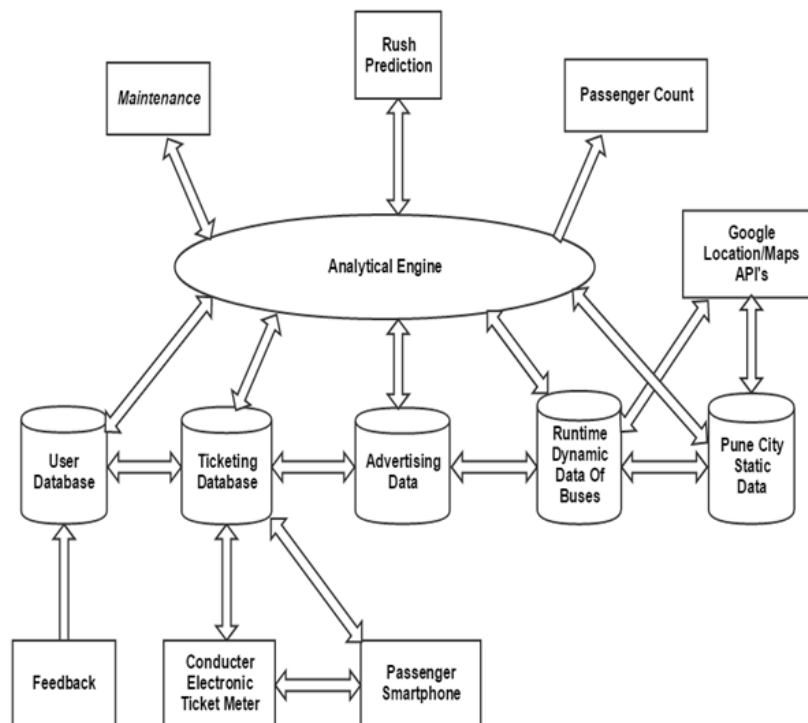 Rush
Prediction
Maintenance
Passenger Count
Google
Location/Maps
API's
Analytical Engine
User
Database
Ticketing
Database
Advertising
Data
Runtime
Dynamic
Data Of
Buses
Pune City
Static
Data
Feedback
Conducter
Electronic
Ticket Meter
Passenger
Smartphone